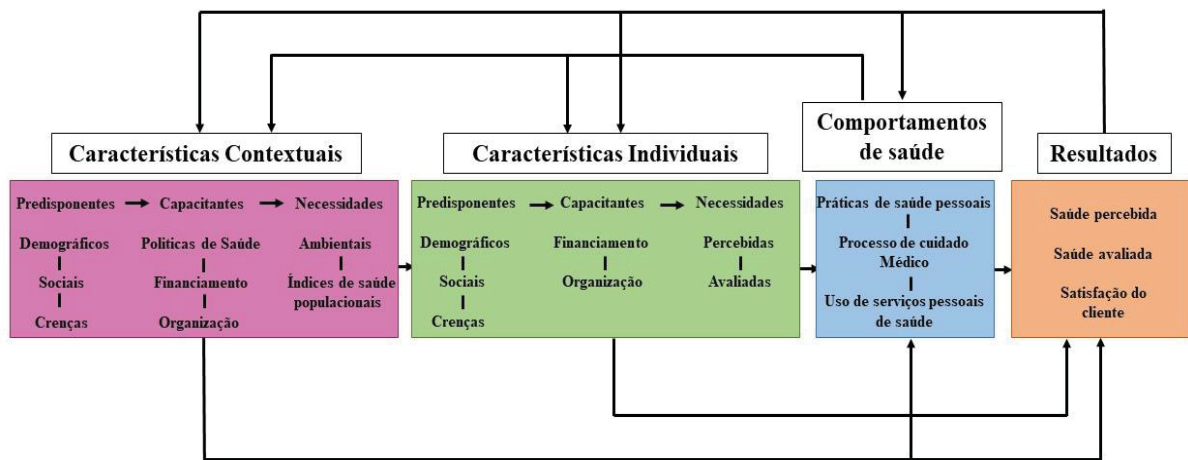 Características Contextuais
Predisponentes
Capacitantes
Necessidades
Demográficos
Sociais
Crenças
Políticas de Saúde
Financiamento
Organização
Ambientais
Índices de saúde
populacionais
Características Individuais
Predisponentes
Capacitantes
Necessidades
Demográficos
Sociais
Crenças
Financiamento
Organização
Percebidas
Avaliadas
Comportamentos
de saúde
Práticas de saúde pessoais
Processo de cuidado
Médico
Uso de serviços pessoais
de saúde
Resultados
Saúde percebida
Saúde avaliada
Satisfação do
cliente